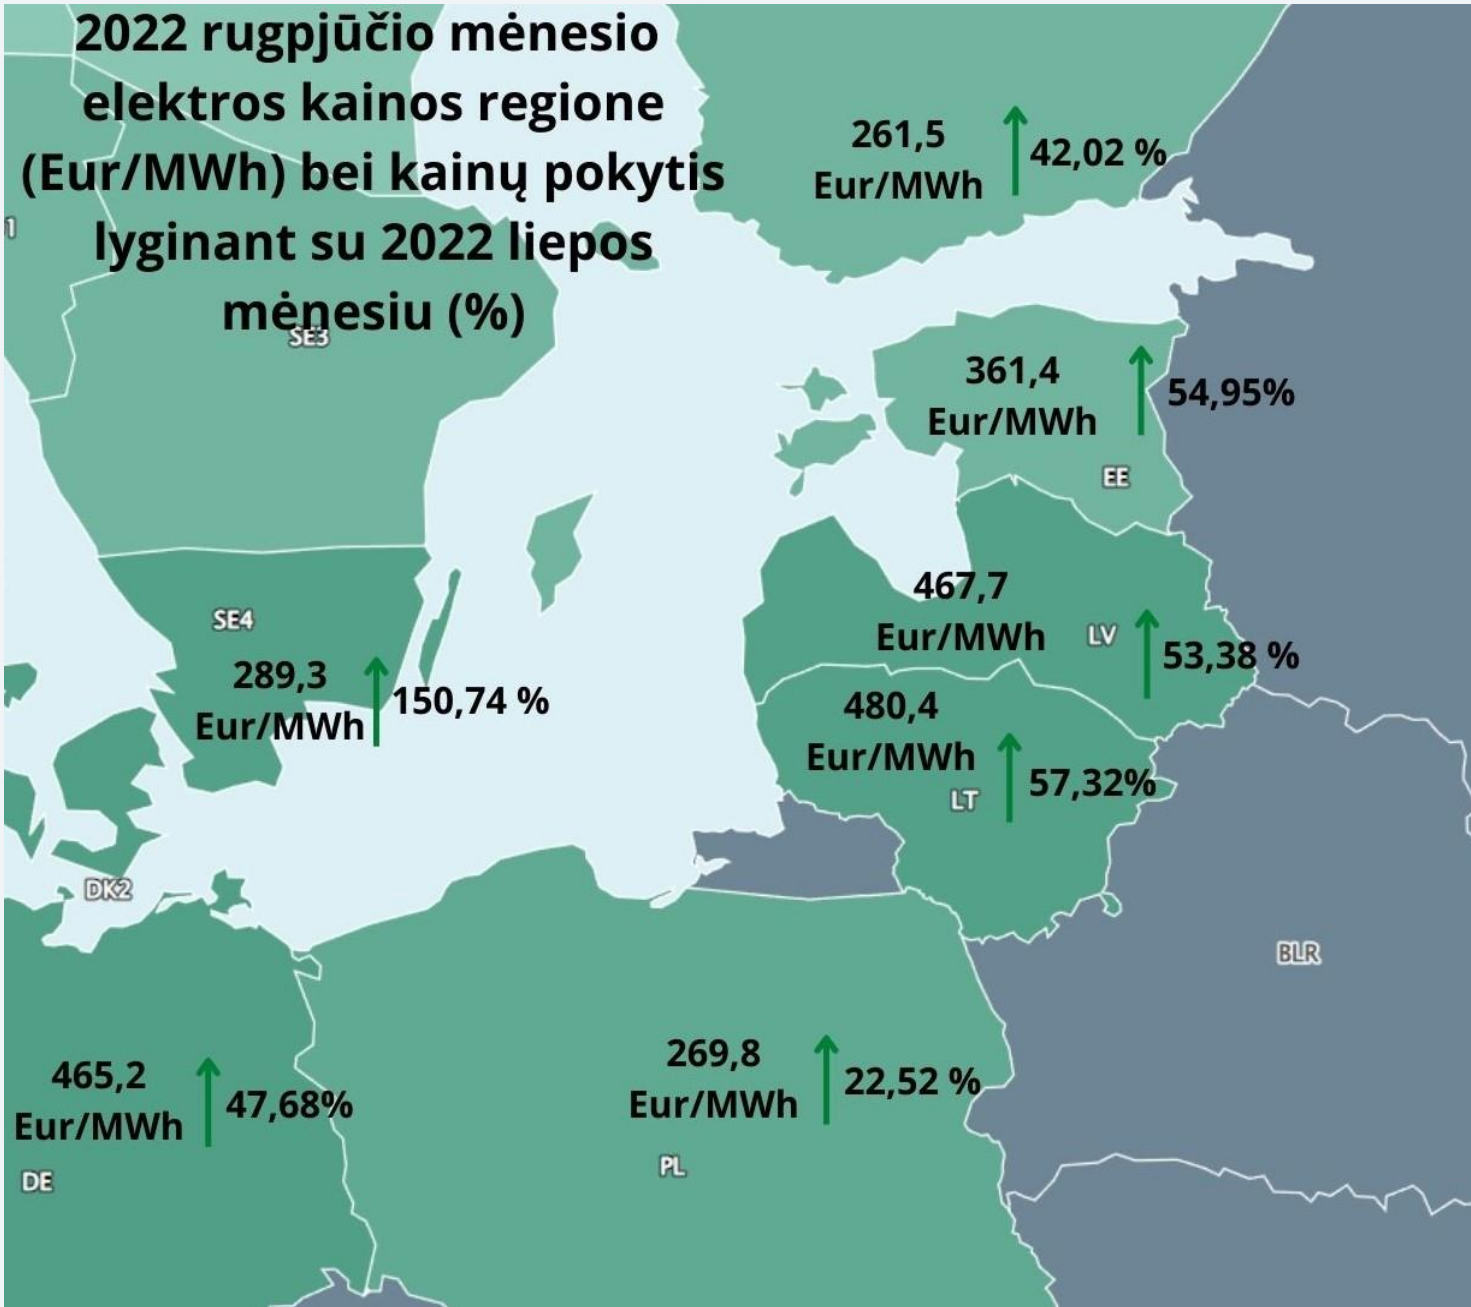 2022 rugpjūčio mėnesio
elektros kainos regione
(Eur/MWh) bei kainų pokytis
lyginant su 2022 liepos
mėnesiu (%)
261,5
Eur/MWh
42,02 %
1
SE3
361,4
Eur/MWh
54,95%
EE
467,7
Eur/MWh
LV
53,38 %
SE4
289,3
Eur/MWh
150,74 %
480,4
Eur/MWh
LT
57,32%
DK2
BLR
465,2
Eur/MWh
47,68%
DE
269,8
Eur/MWh
22,52 %
PL